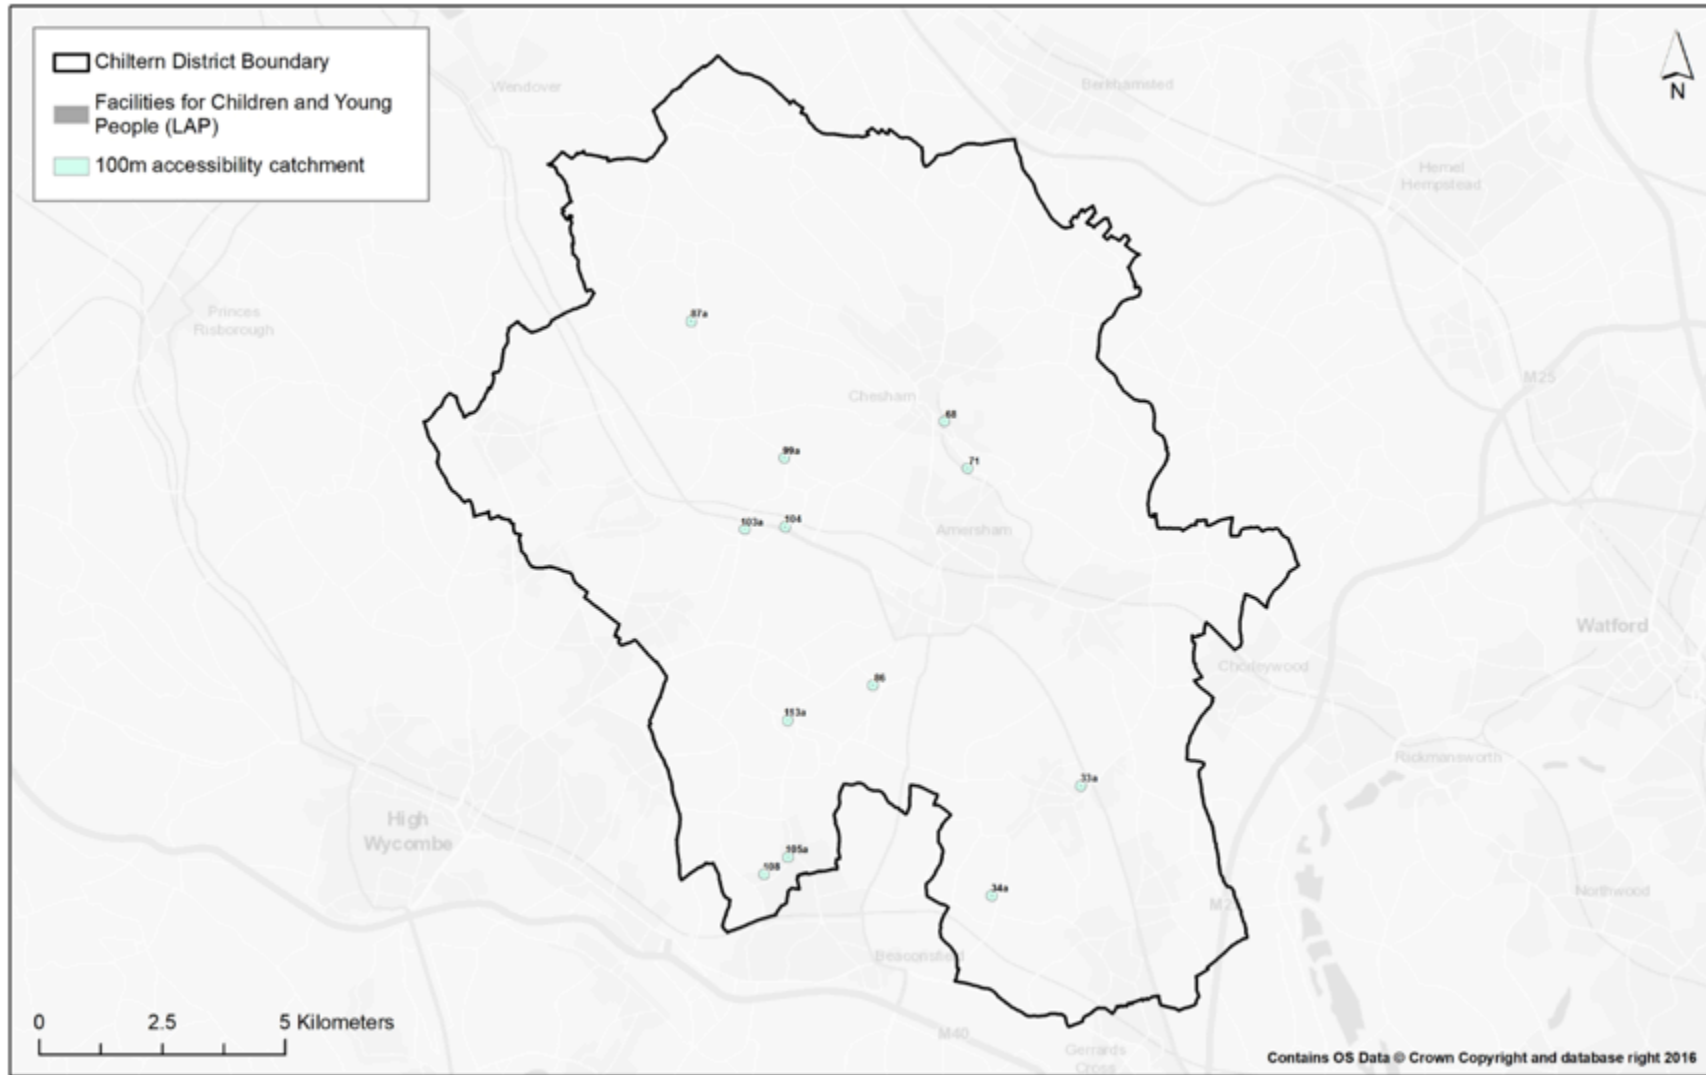 Chiltern District Boundary
Facilities for Children and Young
People (LAP)
100m accessibility catchment
N
Wendover
Berkhamsted
Hemel
Hempstead
Princes
Risborough
87a
M25
Chesham
68
99a
71
103a
104
Amersham
Watford
Chorleywood
86
113a
Rickmansworth
33a
High
Wycombe
105a
108
34a
Northwood
Beaconsfield
0 2.5 5 Kilometers
M40
Gerrards
Cross
Contains OS Data © Crown Copyright and database right 2016